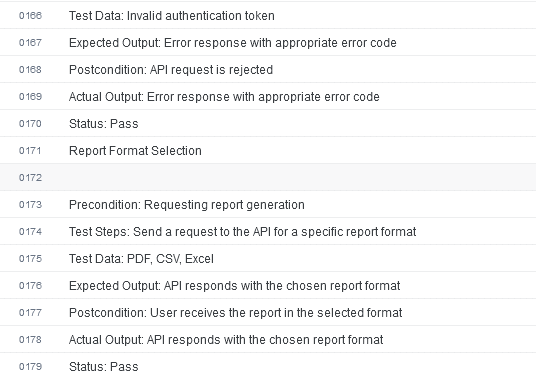 0166 Test Data: Invalid authentication token
0167 Expected Output: Error response with appropriate error code
0168 Postcondition: API request is rejected
0169 Actual Output: Error response with appropriate error code
0170 Status: Pass
0171 Report Format Selection
0172
0173 Precondition: Requesting report generation
0174 Test Steps: Send a request to the API for a specific report format
0175 Test Data: PDF, CSV, Excel
0176 Expected Output: API responds with the chosen report format
0177 Postcondition: User receives the report in the selected format
0178 Actual Output: API responds with the chosen report format
0179 Status: Pass